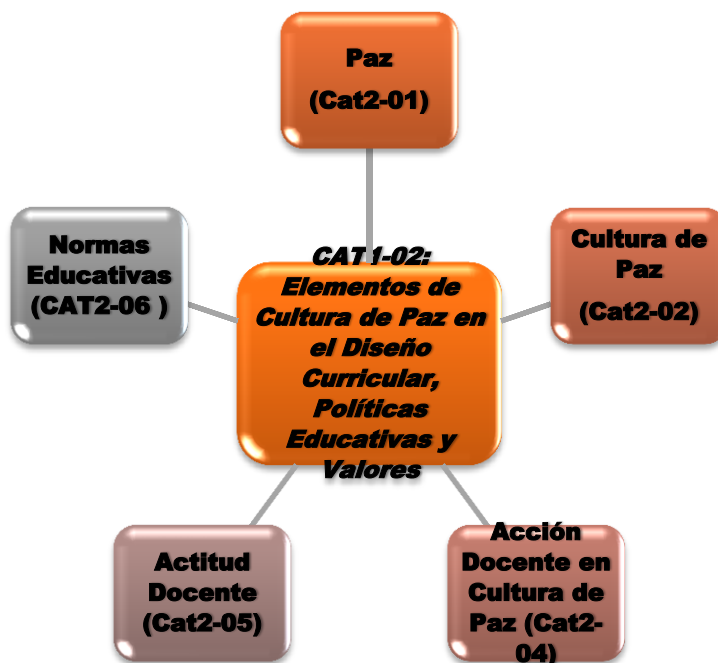 Paz
(Cat2-01)
Normas
Educativas
(CAT2-06 )
Cultura de
Paz
(Cat2-02)
CAT1-02:
Elementos de
Cultura de Paz en
el Diseño
Curricular,
Políticas
Educativas y
Valores
Actitud
Docente
(Cat2-05)
Acción
Docente en
Cultura de
Paz (Cat2-
04)